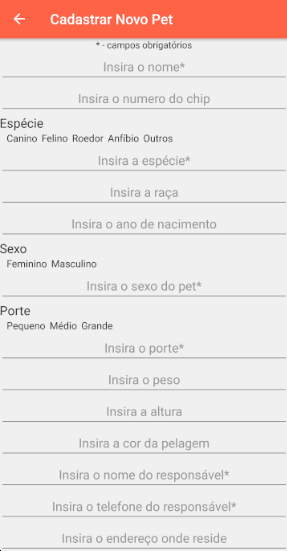 Cadastrar Novo Pet
* - campos obrigatórios
Insira o nome*
Insira o numero do chip
Espécie
Canino Felino Roedor Anfíbio Outros
Insira a espécie*
Insira a raça
Insira o ano de nacimento
Sexo
Feminino Masculino
Insira o sexo do pet*
Porte
Pequeno Médio Grande
Insira o porte*
Insira o peso
Insira a altura
Insira a cor da pelagem
Insira o nome do responsável*
Insira o telefone do responsável*
Insira o endereço onde reside